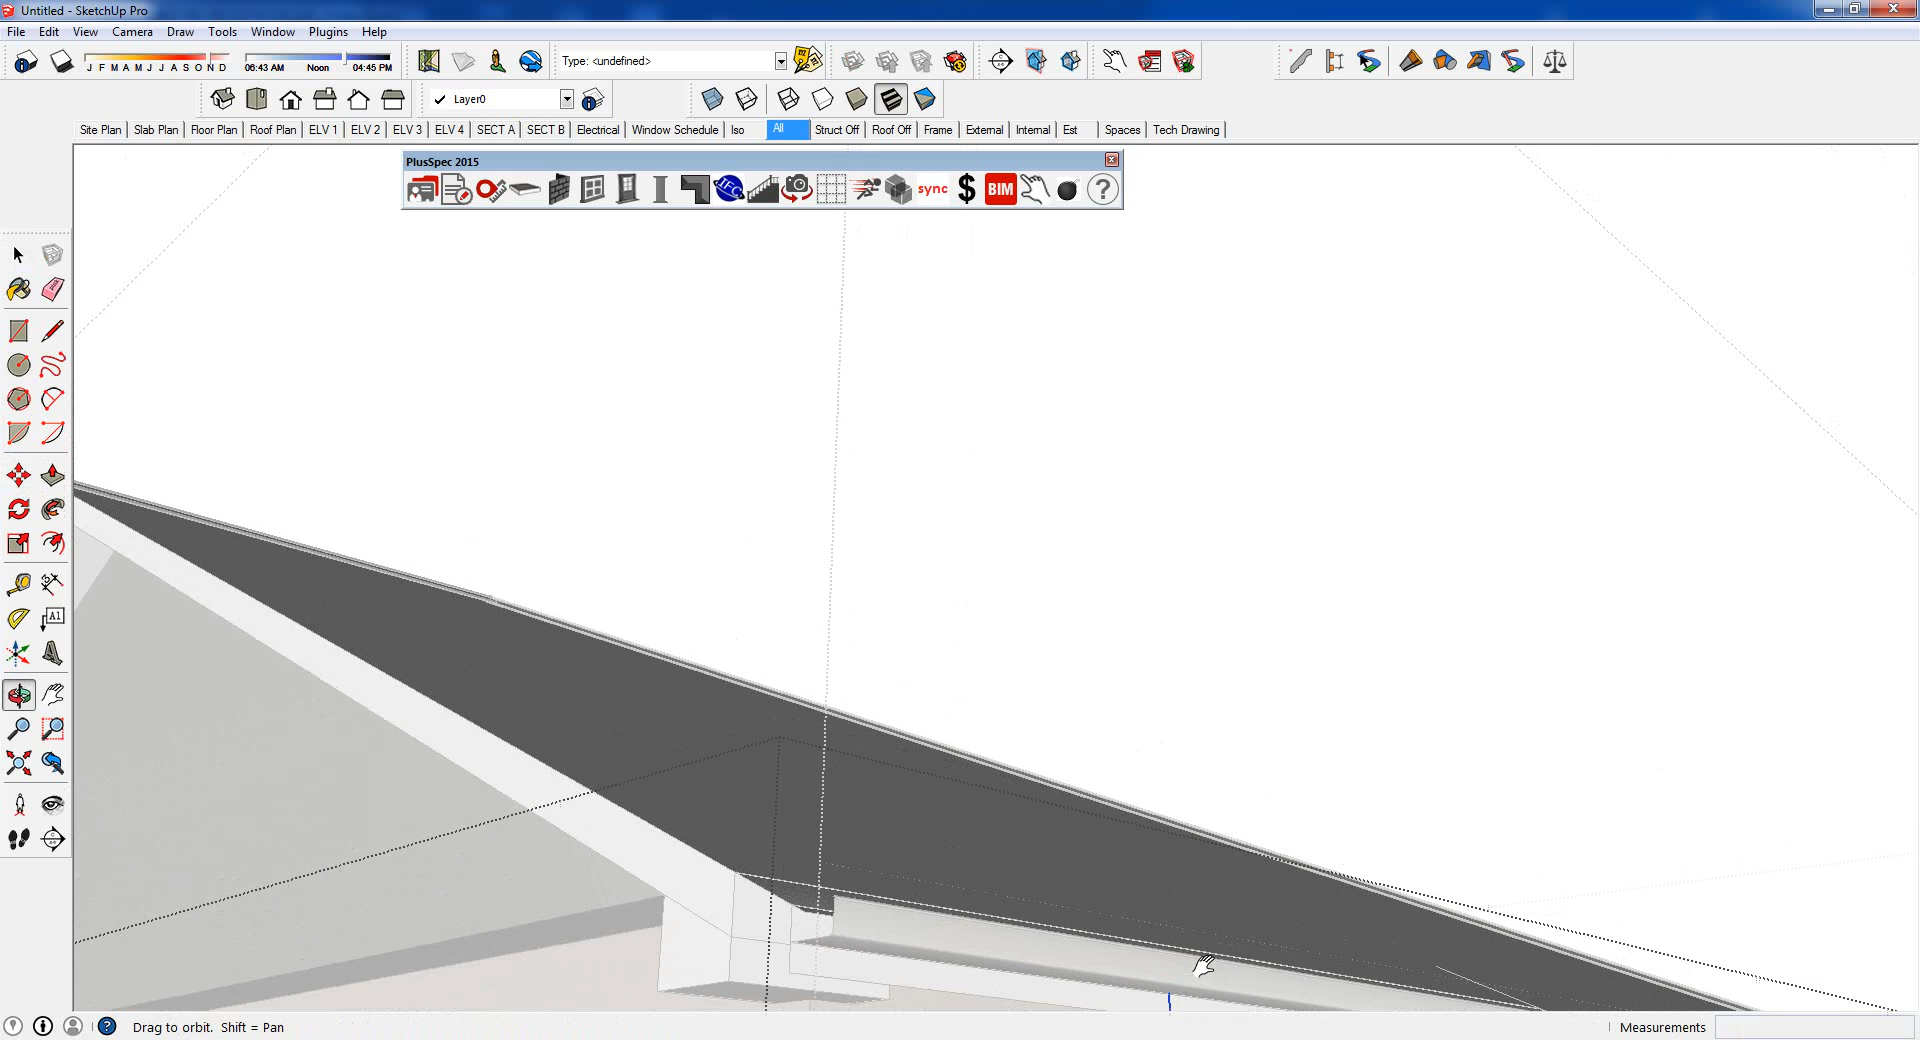 Untitled - SketchUp Pro
File Edit View Camera Draw Tools Window Plugins Help
J F M A M J J A S O N D
06:43 AM Noon 04:45 PM
Type: <undefined>
Layer0
Site Plan Slab Plan Floor Plan Roof Plan ELV 1 ELV 2 ELV 3 ELV 4 SECT A SECT B Electrical Window Schedule Iso All Struct Off Roof Off Frame External Internal Est Spaces Tech Drawing
PlusSpec 2015
IFC sync $ BIM ?
A1
Drag to orbit. Shift = Pan
Measurements